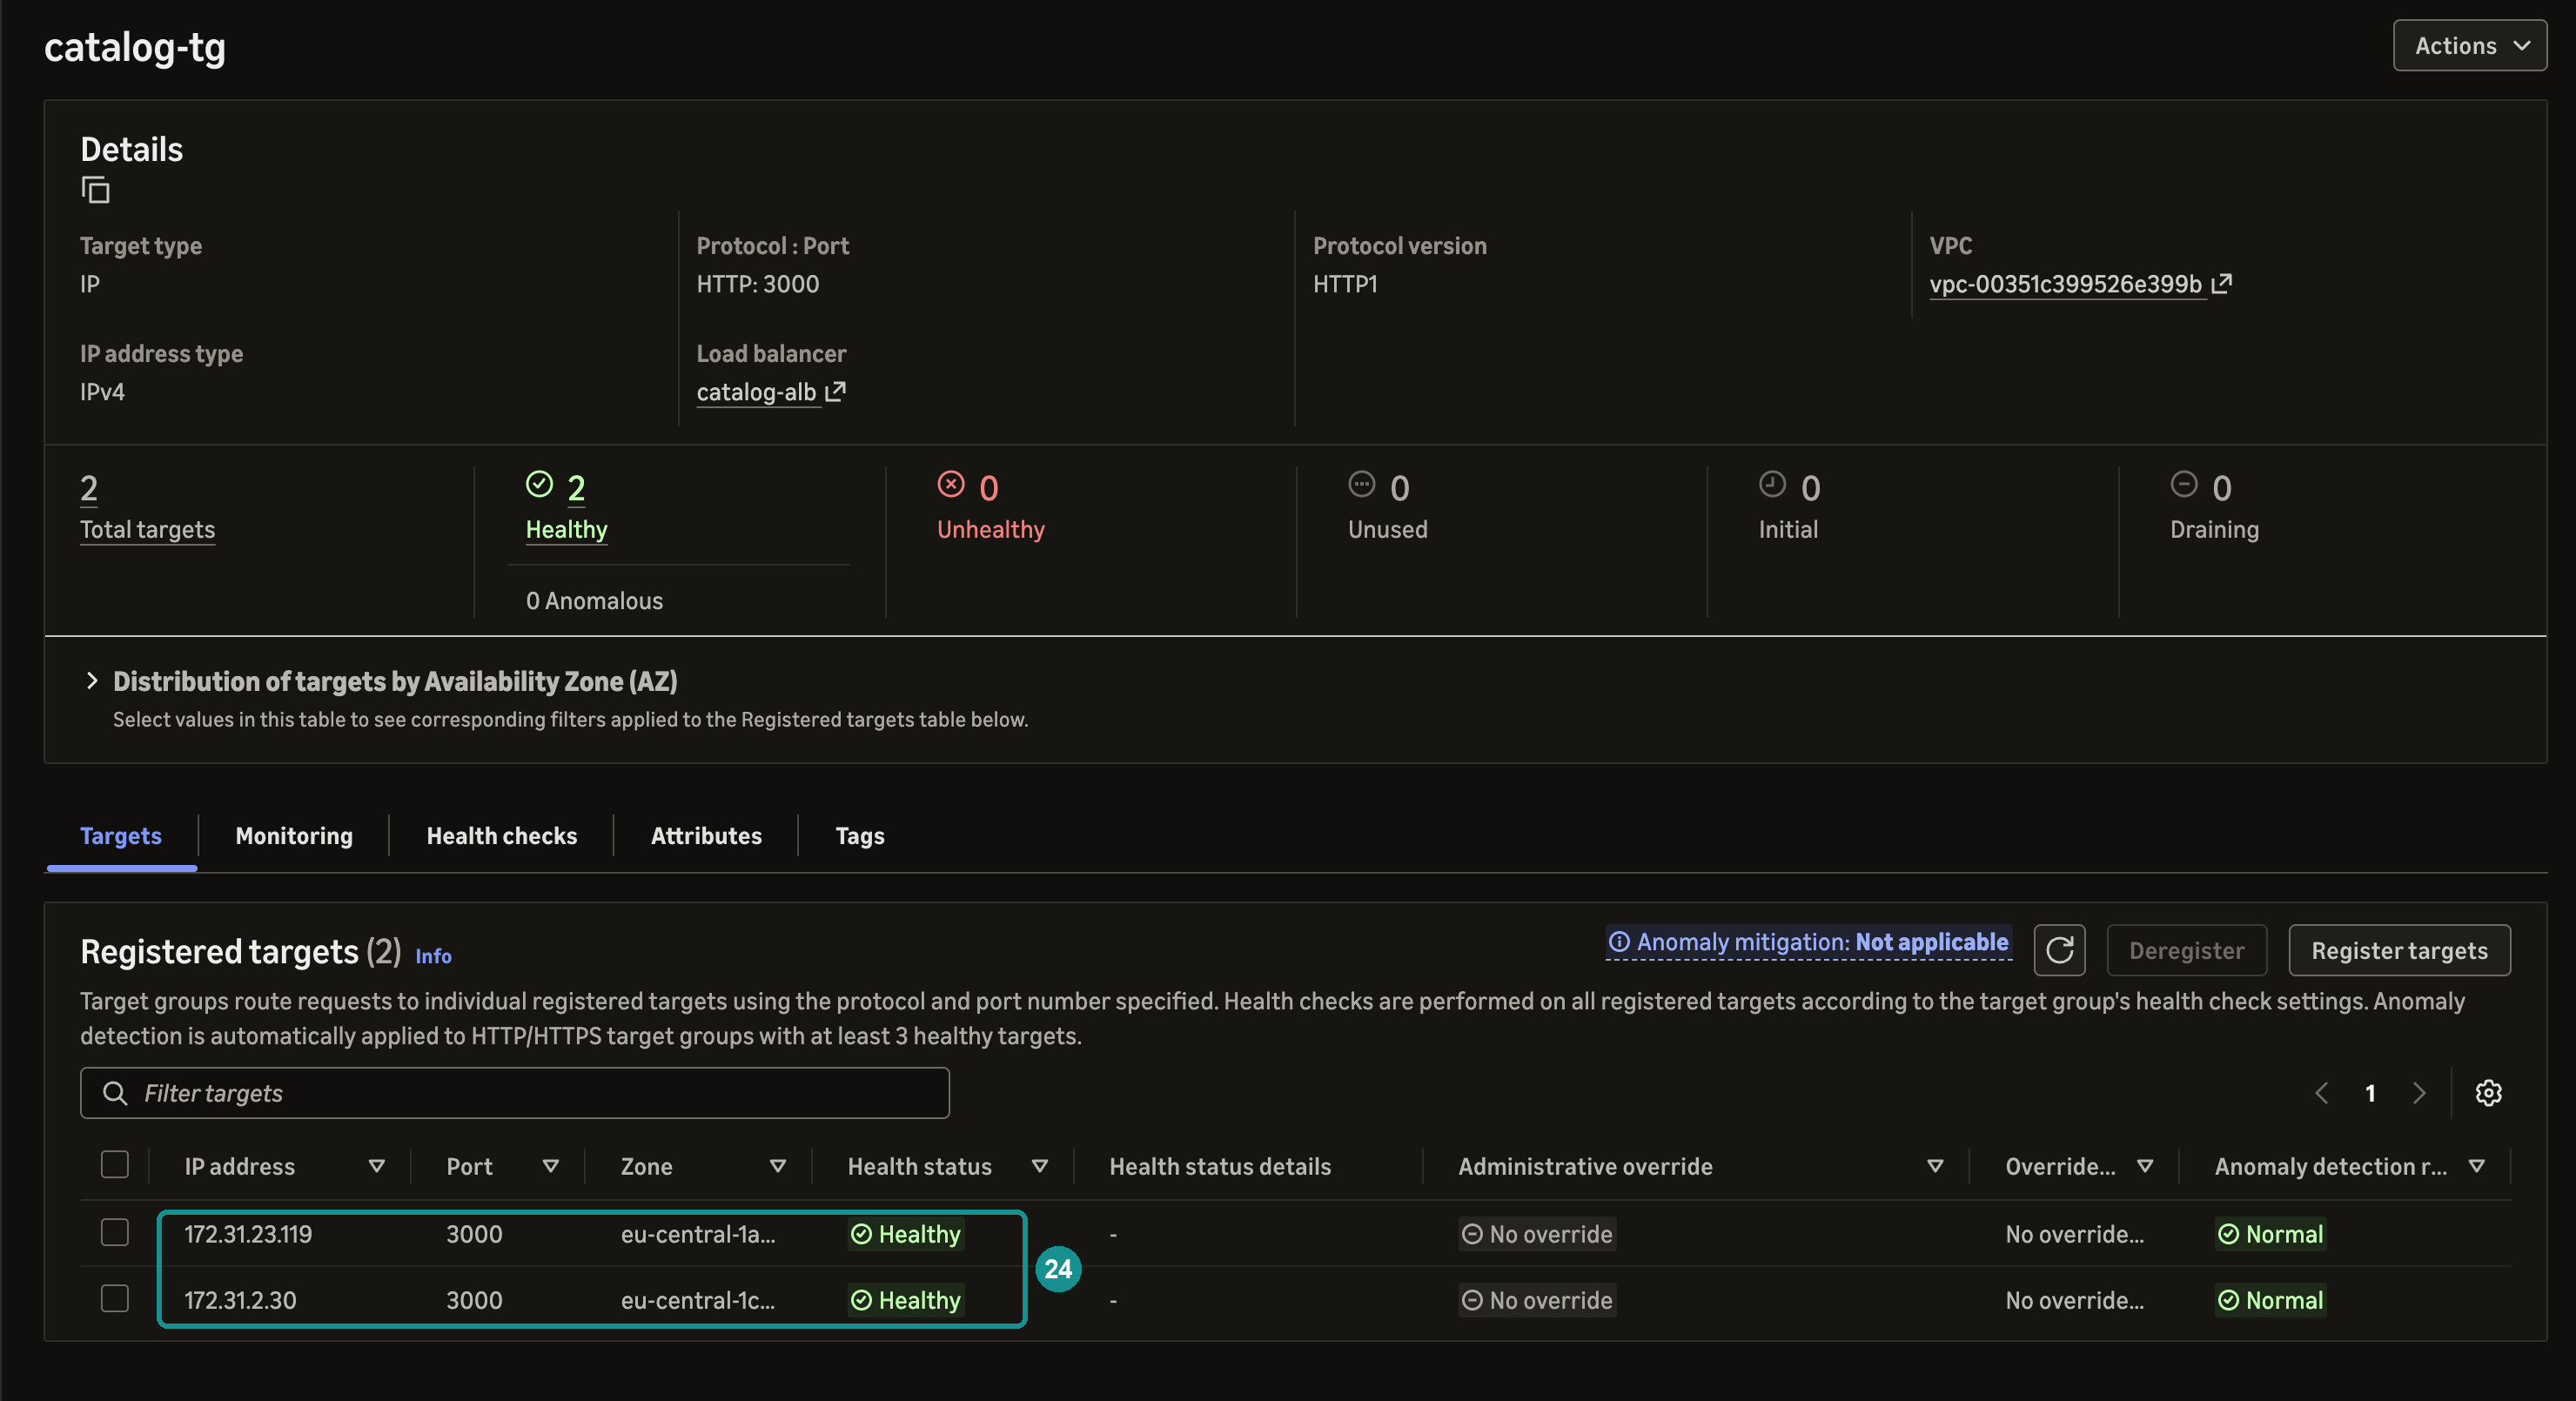 catalog-tg
Actions
Details
Target type
IP
Protocol : Port
HTTP: 3000
Protocol version
HTTP1
VPC
vpc-00351c399526e399b
IP address type
IPv4
Load balancer
catalog-alb
2
Total targets
2
Healthy
0 Anomalous
0
Unhealthy
0
Unused
0
Initial
0
Draining
Distribution of targets by Availability Zone (AZ)
Select values in this table to see corresponding filters applied to the Registered targets table below.
Targets
Monitoring
Health checks
Attributes
Tags
Registered targets (2) Info
Anomaly mitigation: Not applicable
Deregister
Register targets
Target groups route requests to individual registered targets using the protocol and port number specified. Health checks are performed on all registered targets according to the target group's health check settings. Anomaly
detection is automatically applied to HTTP/HTTPS target groups with at least 3 healthy targets.
Filter targets
1
IP address Port Zone Health status Health status details Administrative override Override... Anomaly detection r...
172.31.23.119 3000 eu-central-1a... Healthy - No override No override... Normal
24
172.31.2.30 3000 eu-central-1c... Healthy - No override No override... Normal